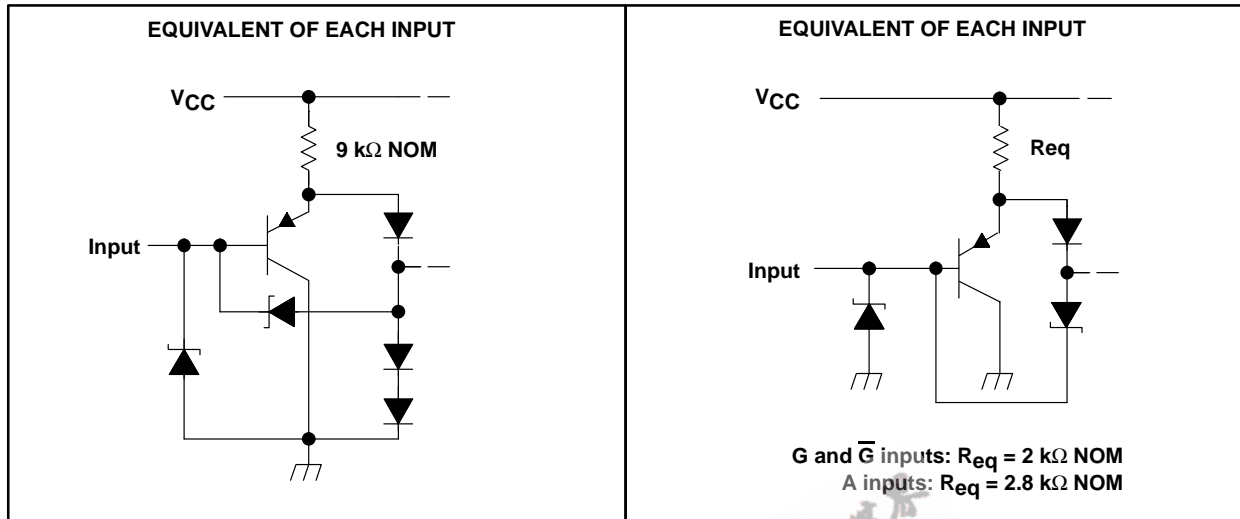 EQUIVALENT OF EACH INPUT
VCC
9 kΩ NOM
Input
EQUIVALENT OF EACH INPUT
VCC
Req
Input
G and G̅ inputs: Req = 2 kΩ NOM
A inputs: Req = 2.8 kΩ NOM